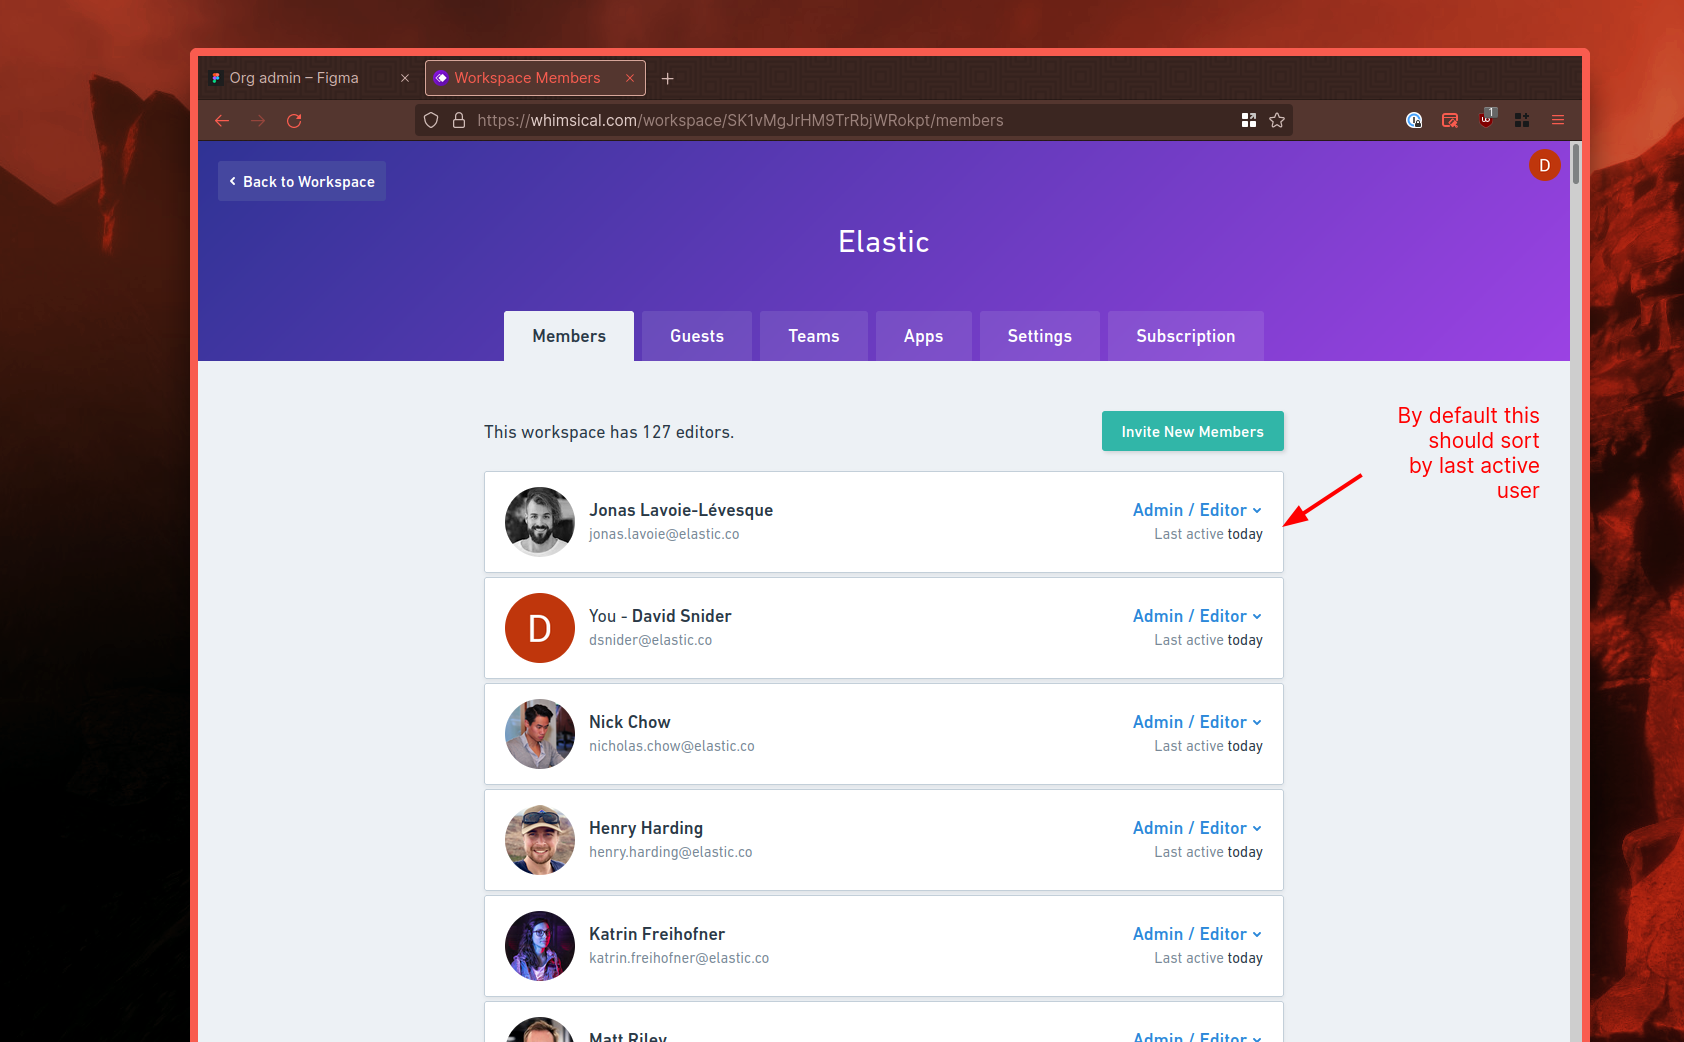 Org admin – Figma
Workspace Members
https://whimsical.com/workspace/SK1vMgJrHM9TrRbjWRokpt/members
1
Back to Workspace
D
Elastic
Members
Guests
Teams
Apps
Settings
Subscription
This workspace has 127 editors.
Invite New Members
By default this
should sort
by last active
user
Jonas Lavoie-Lévesque
jonas.lavoie@elastic.co
Admin / Editor
Last active today
D
You - David Snider
dsnider@elastic.co
Admin / Editor
Last active today
Nick Chow
nicholas.chow@elastic.co
Admin / Editor
Last active today
Henry Harding
henry.harding@elastic.co
Admin / Editor
Last active today
Katrin Freihofner
katrin.freihofner@elastic.co
Admin / Editor
Last active today
Matt Riley
Admin / Editor